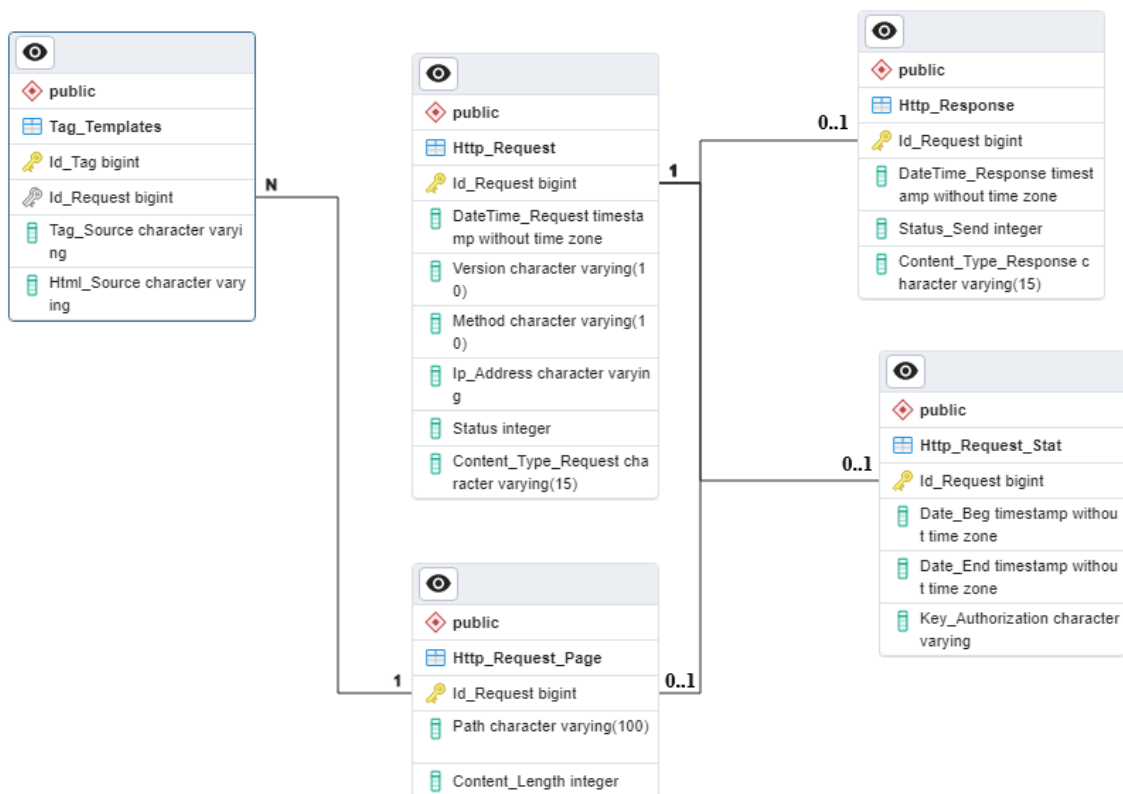 public
Tag_Templates
Id_Tag bigint
Id_Request bigint
Tag_Source character varyi
ng
Html_Source character vary
ing
N
public
Http_Request
Id_Request bigint
DateTime_Request timesta
mp without time zone
Version character varying(1
0)
Method character varying(1
0)
Ip_Address character varyin
g
Status integer
Content_Type_Request cha
racter varying(15)
1
public
Http_Response
Id_Request bigint
DateTime_Response timest
amp without time zone
Status_Send integer
Content_Type_Response c
haracter varying(15)
0..1
public
Http_Request_Stat
Id_Request bigint
Date_Beg timestamp withou
t time zone
Date_End timestamp withou
t time zone
Key_Authorization character
varying
0..1
public
Http_Request_Page
Id_Request bigint
Path character varying(100)
Content_Length integer
1
0..1